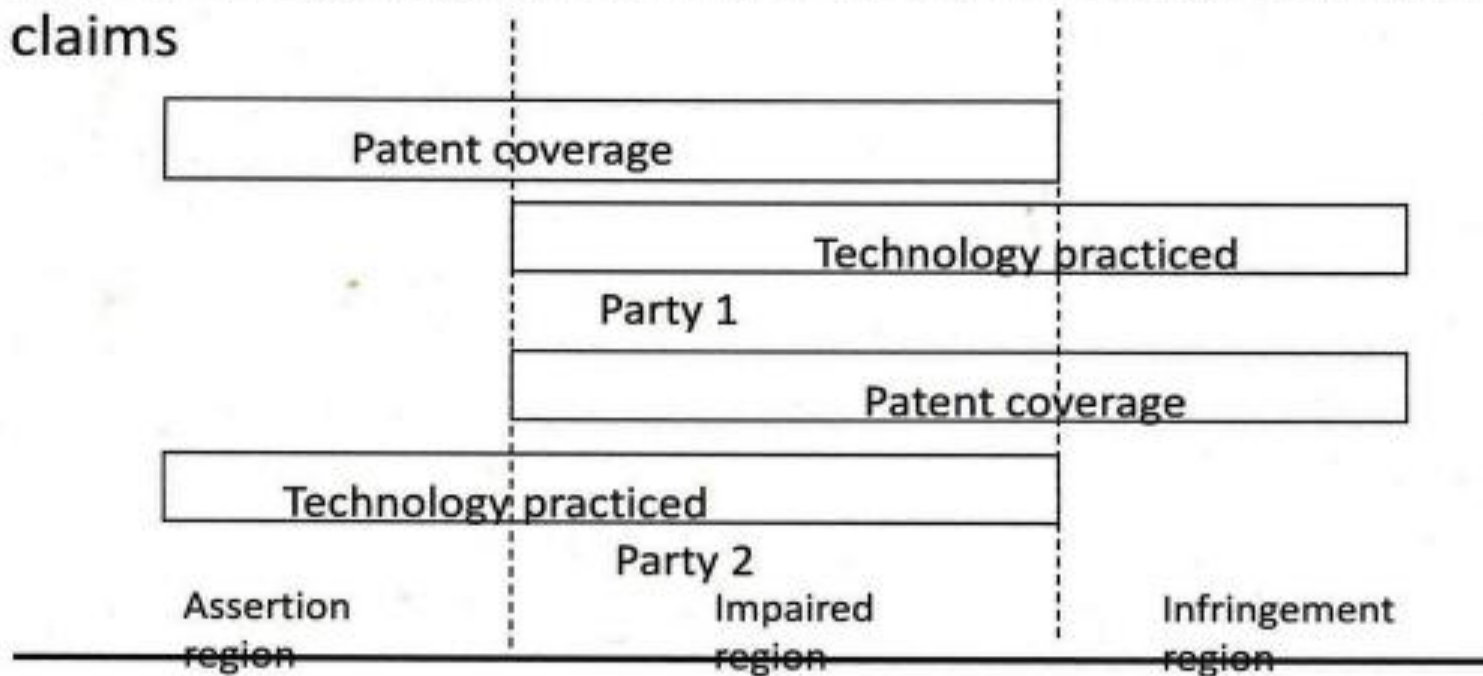 claims
Patent coverage
Technology practiced
Party 1
Patent coverage
Technology practiced
Party 2
Assertion
region
Impaired
region
Infringement
region